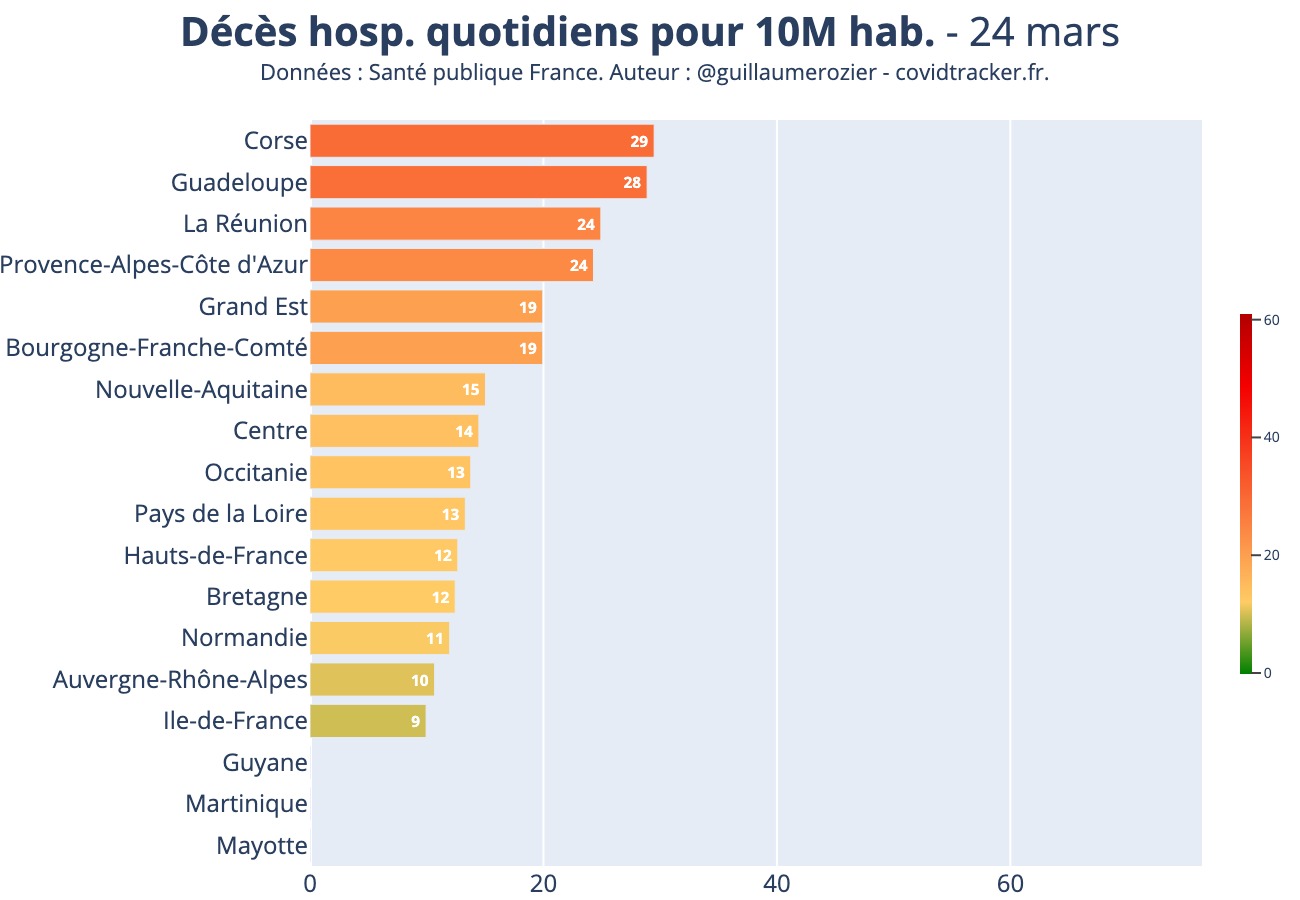 Décès hosp. quotidiens pour 10M hab. - 24 mars
Données : Santé publique France. Auteur : @guillaumerozier - covidtracker.fr.
Corse 29
Guadeloupe 28
La Réunion 24
Provence-Alpes-Côte d'Azur 24
Grand Est 19
Bourgogne-Franche-Comté 19
Nouvelle-Aquitaine 15
Centre 14
Occitanie 13
Pays de la Loire 13
Hauts-de-France 12
Bretagne 12
Normandie 11
Auvergne-Rhône-Alpes 10
Ile-de-France 9
Guyane
Martinique
Mayotte
0 20 40 60
60
40
20
0